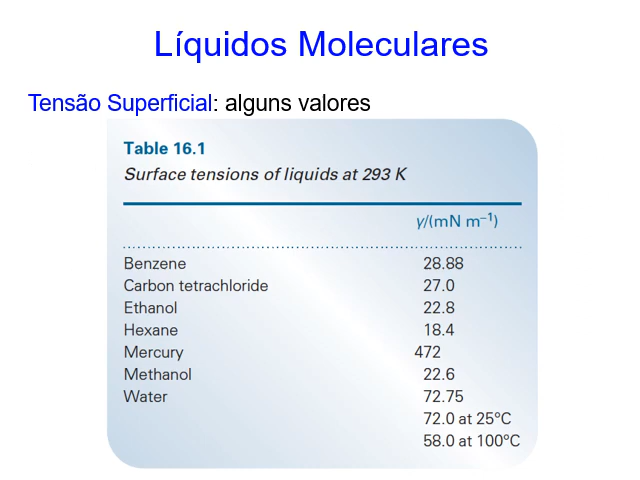 Líquidos Moleculares
Tensão Superficial: alguns valores
Table 16.1
Surface tensions of liquids at 293 K
γ/(mN m⁻¹)
Benzene 28.88
Carbon tetrachloride 27.0
Ethanol 22.8
Hexane 18.4
Mercury 472
Methanol 22.6
Water 72.75
72.0 at 25°C
58.0 at 100°C